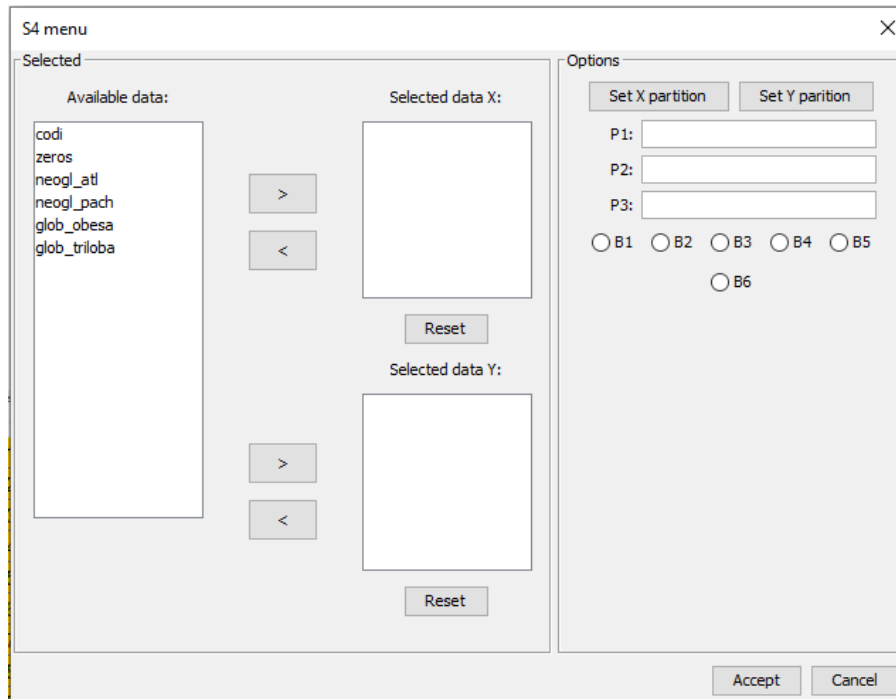 S4 menu
Selected
Available data:
codi
zeros
neogl_atl
neogl_pach
glob_obesa
glob_triloba
>
<
Selected data X:
Reset
Selected data Y:
>
<
Reset
Options
Set X partition Set Y parition
P1:
P2:
P3:
B1 B2 B3 B4 B5
B6
Accept Cancel